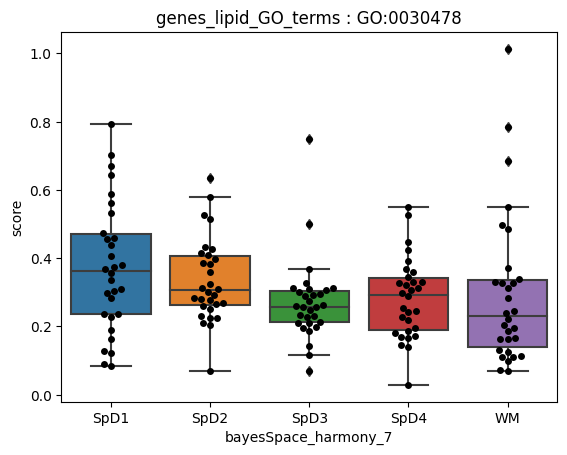 genes_lipid_GO_terms : GO:0030478
1.0
0.8
0.6
0.4
0.2
0.0
score
SpD1 SpD2 SpD3 SpD4 WM
bayesSpace_harmony_7